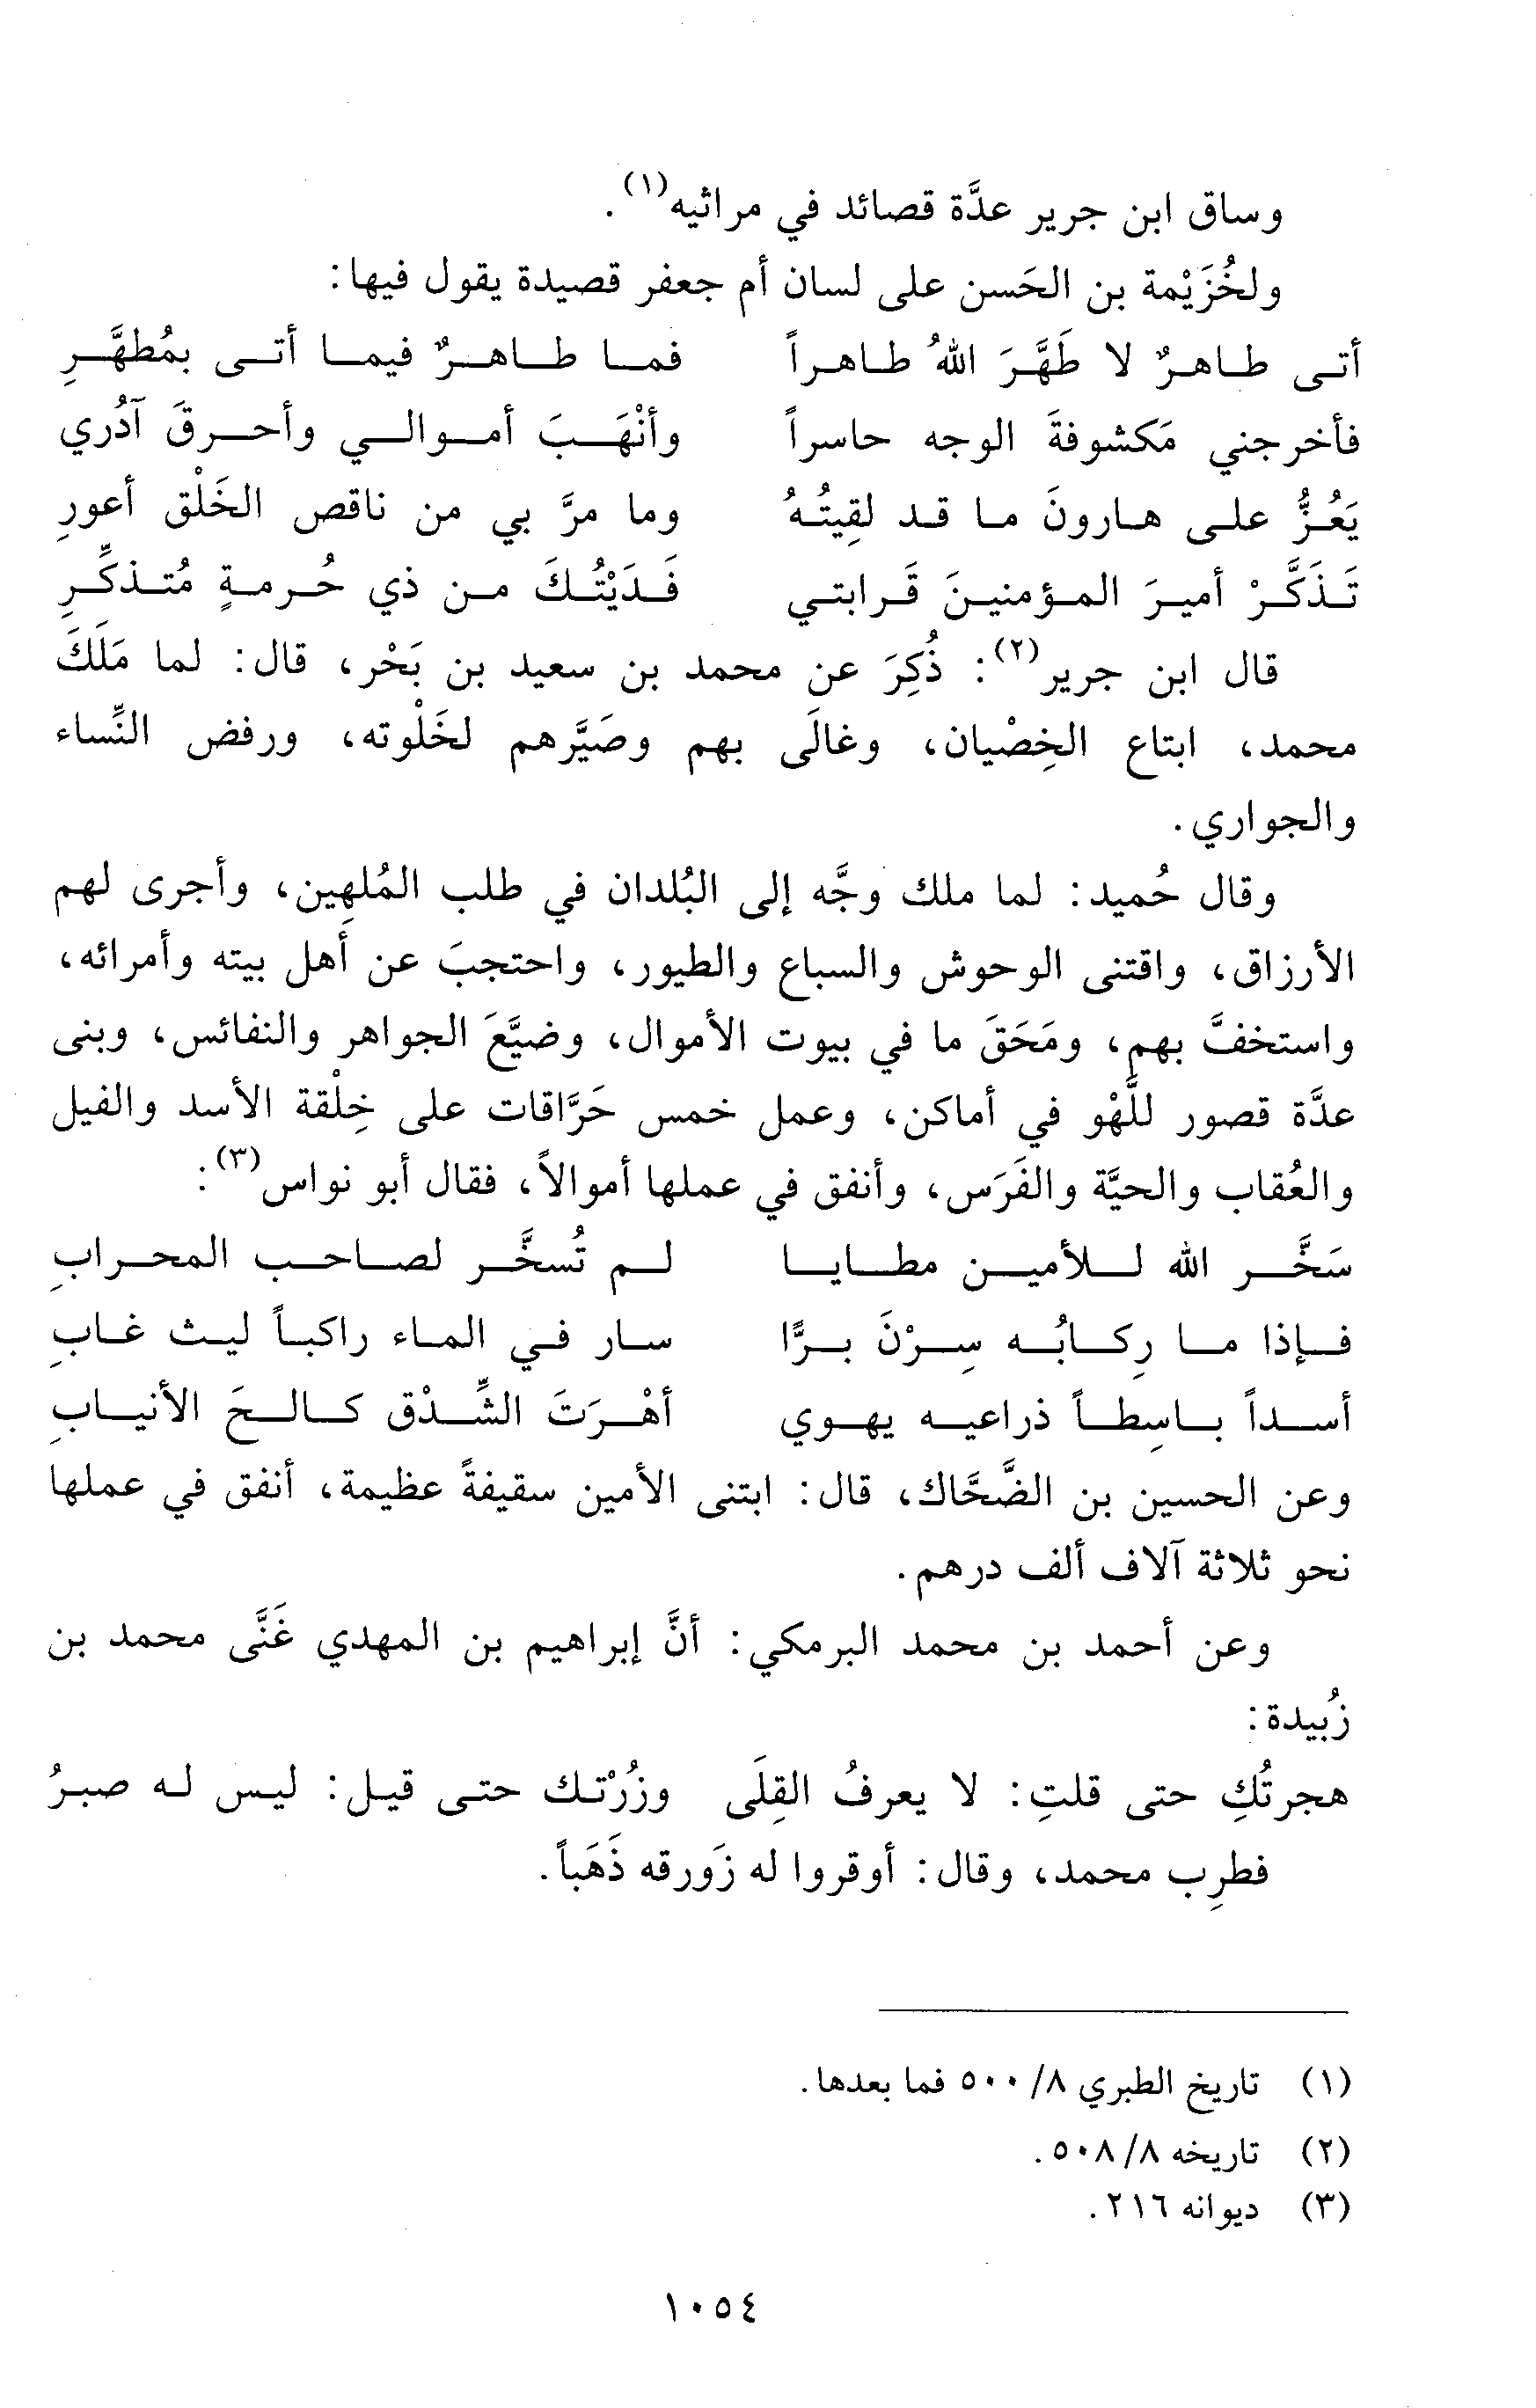 وساق ابن جرير عدَّة قصائد في مراثيه(١).
ولخُزَيْمة بن الحَسن على لسان أم جعفر قصيدة يقول فيها:
أتى طاهرٌ لا طَهَّرَ اللهُ طاهراً فما طاهرٌ فيما أتى بمُطهَّرِ
فأخرجني مَكشوفةَ الوجه حاسراً وأنْهَبَ أموالي وأحرقَ آدُري
يَعُزُّ على هارونَ ما قد لقِيتُهُ وما مرَّ بي من ناقص الخَلْق أعورِ
تَذَكَّرْ أميرَ المؤمنينَ قَرابتي فَدَيْتُكَ من ذي حُرمةٍ مُتذكِّرِ
قال ابن جرير(٢): ذُكِرَ عن محمد بن سعيد بن بَحْر، قال: لما مَلَكَ
محمد، ابتاع الخِصْيان، وغالَى بهم وصَيَّرهم لخَلْوته، ورفض النِّساء
والجواري.
وقال حُميد: لما ملك وجَّه إلى البُلدان في طلب المُلهِين، وأجرى لهم
الأرزاق، واقتنى الوحوش والسباع والطيور، واحتجبَ عن أَهل بيته وأمرائه،
واستخفَّ بهم، ومَحَقَ ما في بيوت الأموال، وضيَّعَ الجواهر والنفائس، وبنى
عدَّة قصور للَّهْو في أماكن، وعمل خمس حَرَّاقات على خِلْقة الأسد والفيل
والعُقاب والحيَّة والفَرَس، وأنفق في عملها أموالاً، فقال أبو نواس(٣):
سَخَّر الله للأمين مطايا لم تُسخَّر لصاحب المحرابِ
فإذا ما رِكابُه سِرْنَ برًّا سار في الماء راكباً ليث غابِ
أسداً باسِطاً ذراعيه يهوي أهْرَتَ الشِّدْق كالحَ الأنيابِ
وعن الحسين بن الضَّحَّاك، قال: ابتنى الأمين سقيفةً عظيمة، أنفق في عملها
نحو ثلاثة آلاف ألف درهم.
وعن أحمد بن محمد البرمكي: أنَّ إبراهيم بن المهدي غَنَّى محمد بن
زُبيدة:
هجرتُكِ حتى قلتِ: لا يعرفُ القِلَى وزُرْتك حتى قيل: ليس له صبرُ
فطرِب محمد، وقال: أوقروا له زَورقه ذَهَباً.
(١) تاريخ الطبري ٨/ ٥٠٠ فما بعدها.
(٢) تاريخه ٨/ ٥٠٨.
(٣) ديوانه ٢١٦.
١٠٥٤